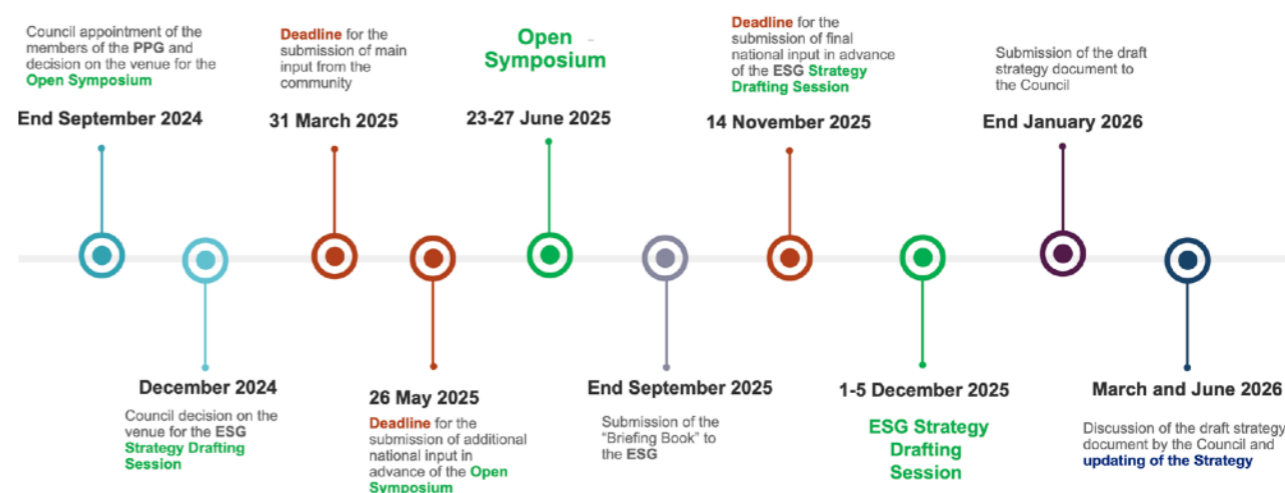 Council appointment of the
members of the PPG and
decision on the venue for the
Open Symposium
End September 2024
Deadline for the
submission of main
input from the
community
31 March 2025
Open
Symposium
23-27 June 2025
Deadline for the
submission of final
national input in advance
of the ESG Strategy
Drafting Session
14 November 2025
Submission of the draft
strategy document to
the Council
End January 2026
December 2024
Council decision on the
venue for the ESG
Strategy Drafting
Session
26 May 2025
Deadline for the
submission of additional
national input in
advance of the Open
Symposium
End September 2025
Submission of the
"Briefing Book" to
the ESG
1-5 December 2025
ESG Strategy
Drafting
Session
March and June 2026
Discussion of the draft strategy
document by the Council and
updating of the Strategy